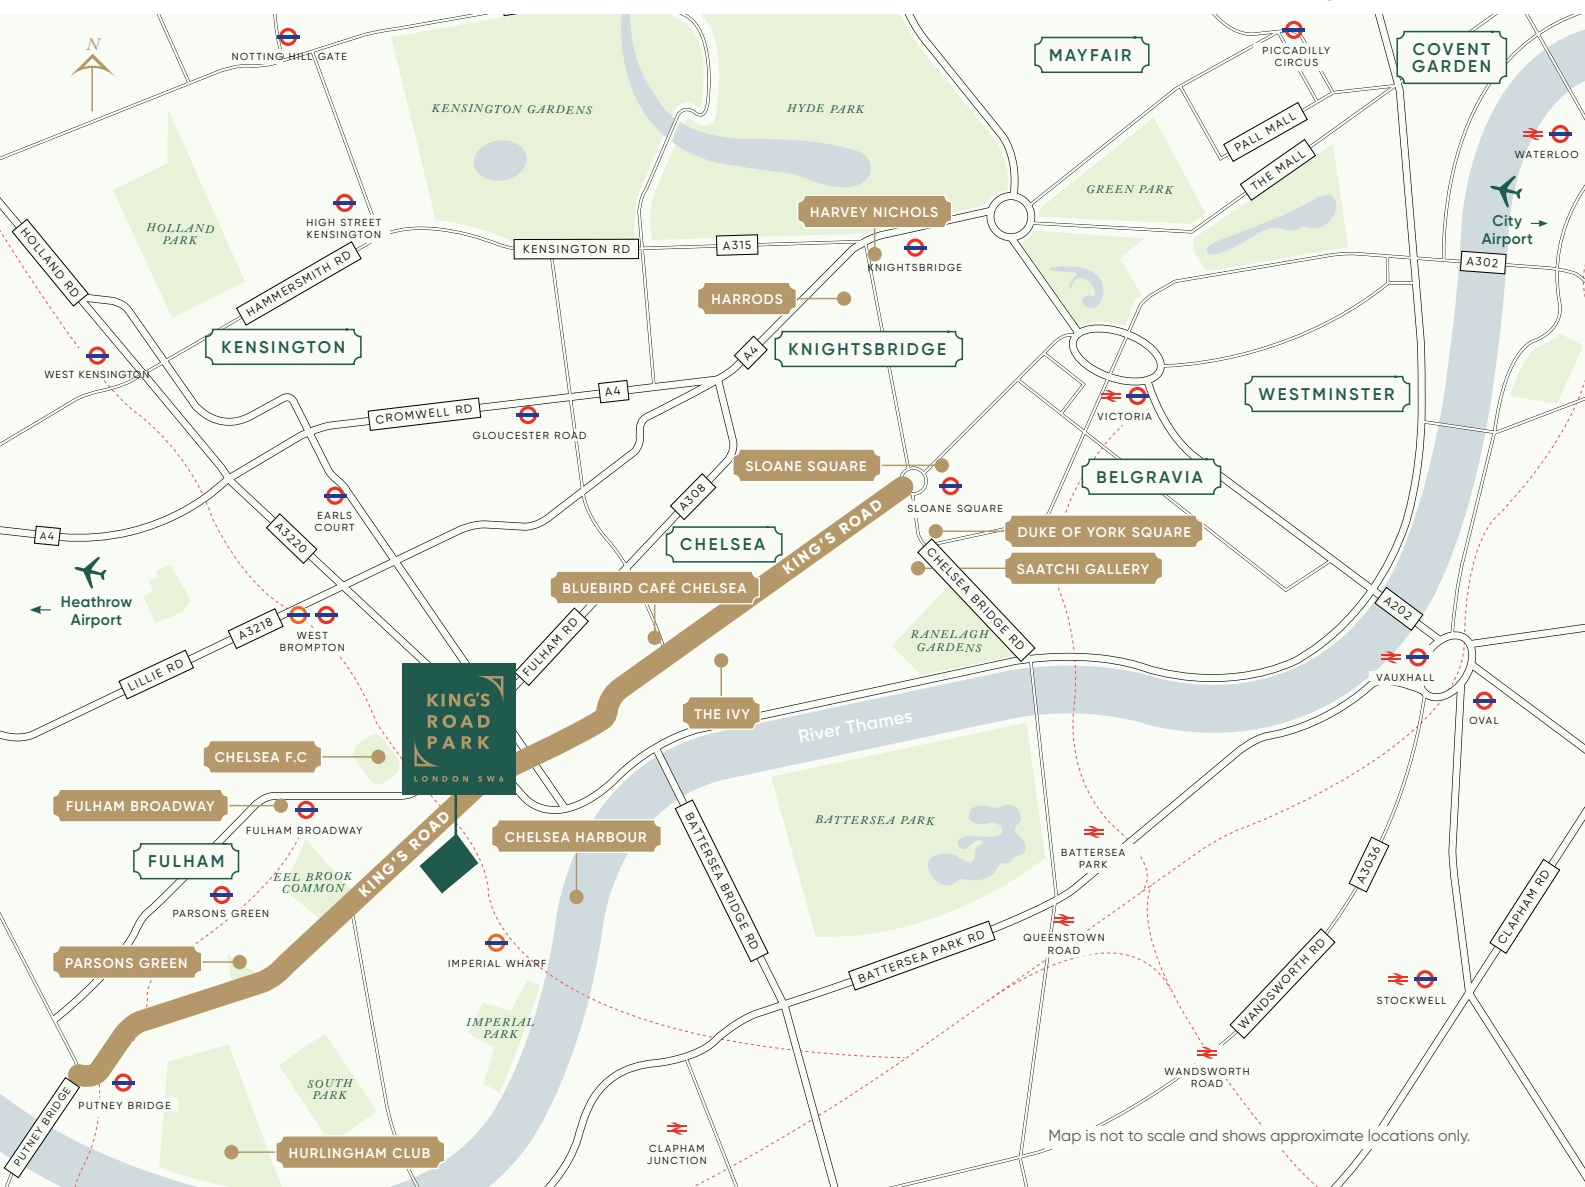 N
NOTTING HILL GATE
KENSINGTON GARDENS
HYDE PARK
MAYFAIR
PICCADILLY
CIRCUS
COVENT
GARDEN
PALL MALL
THE MALL
WATERLOO
HOLLAND
PARK
HIGH STREET
KENSINGTON
HARVEY NICHOLS
GREEN PARK
City
Airport
HOLLAND RD
HAMMERSMITH RD
KENSINGTON RD
A315
KNIGHTSBRIDGE
A302
HARRODS
KENSINGTON
A4
KNIGHTSBRIDGE
WEST KENSINGTON
CROMWELL RD
A4
GLOUCESTER ROAD
VICTORIA
WESTMINSTER
SLOANE SQUARE
BELGRAVIA
EARLS
COURT
A308
SLOANE SQUARE
A4
A3220
CHELSEA
KING'S ROAD
DUKE OF YORK SQUARE
CHELSEA BRIDGE RD
SAATCHI GALLERY
Heathrow
Airport
BLUEBIRD CAFÉ CHELSEA
A202
A3218
WEST
BROMPTON
FULHAM RD
RANELAGH
GARDENS
LILLIE RD
VAUXHALL
KING'S
ROAD
PARK
LONDON SW6
THE IVY
River Thames
OVAL
CHELSEA F.C
FULHAM BROADWAY
FULHAM BROADWAY
CHELSEA HARBOUR
BATTERSEA BRIDGE RD
BATTERSEA PARK
BATTERSEA
PARK
A3036
FULHAM
KING'S ROAD
EEL BROOK
COMMON
PARSONS GREEN
CLAPHAM RD
PARSONS GREEN
IMPERIAL WHARF
BATTERSEA PARK RD
QUEENSTOWN
ROAD
WANDSWORTH RD
STOCKWELL
IMPERIAL
PARK
WANDSWORTH
ROAD
SOUTH
PARK
PUTNEY BRIDGE
PUTNEY BRIDGE
HURLINGHAM CLUB
CLAPHAM
JUNCTION
Map is not to scale and shows approximate locations only.